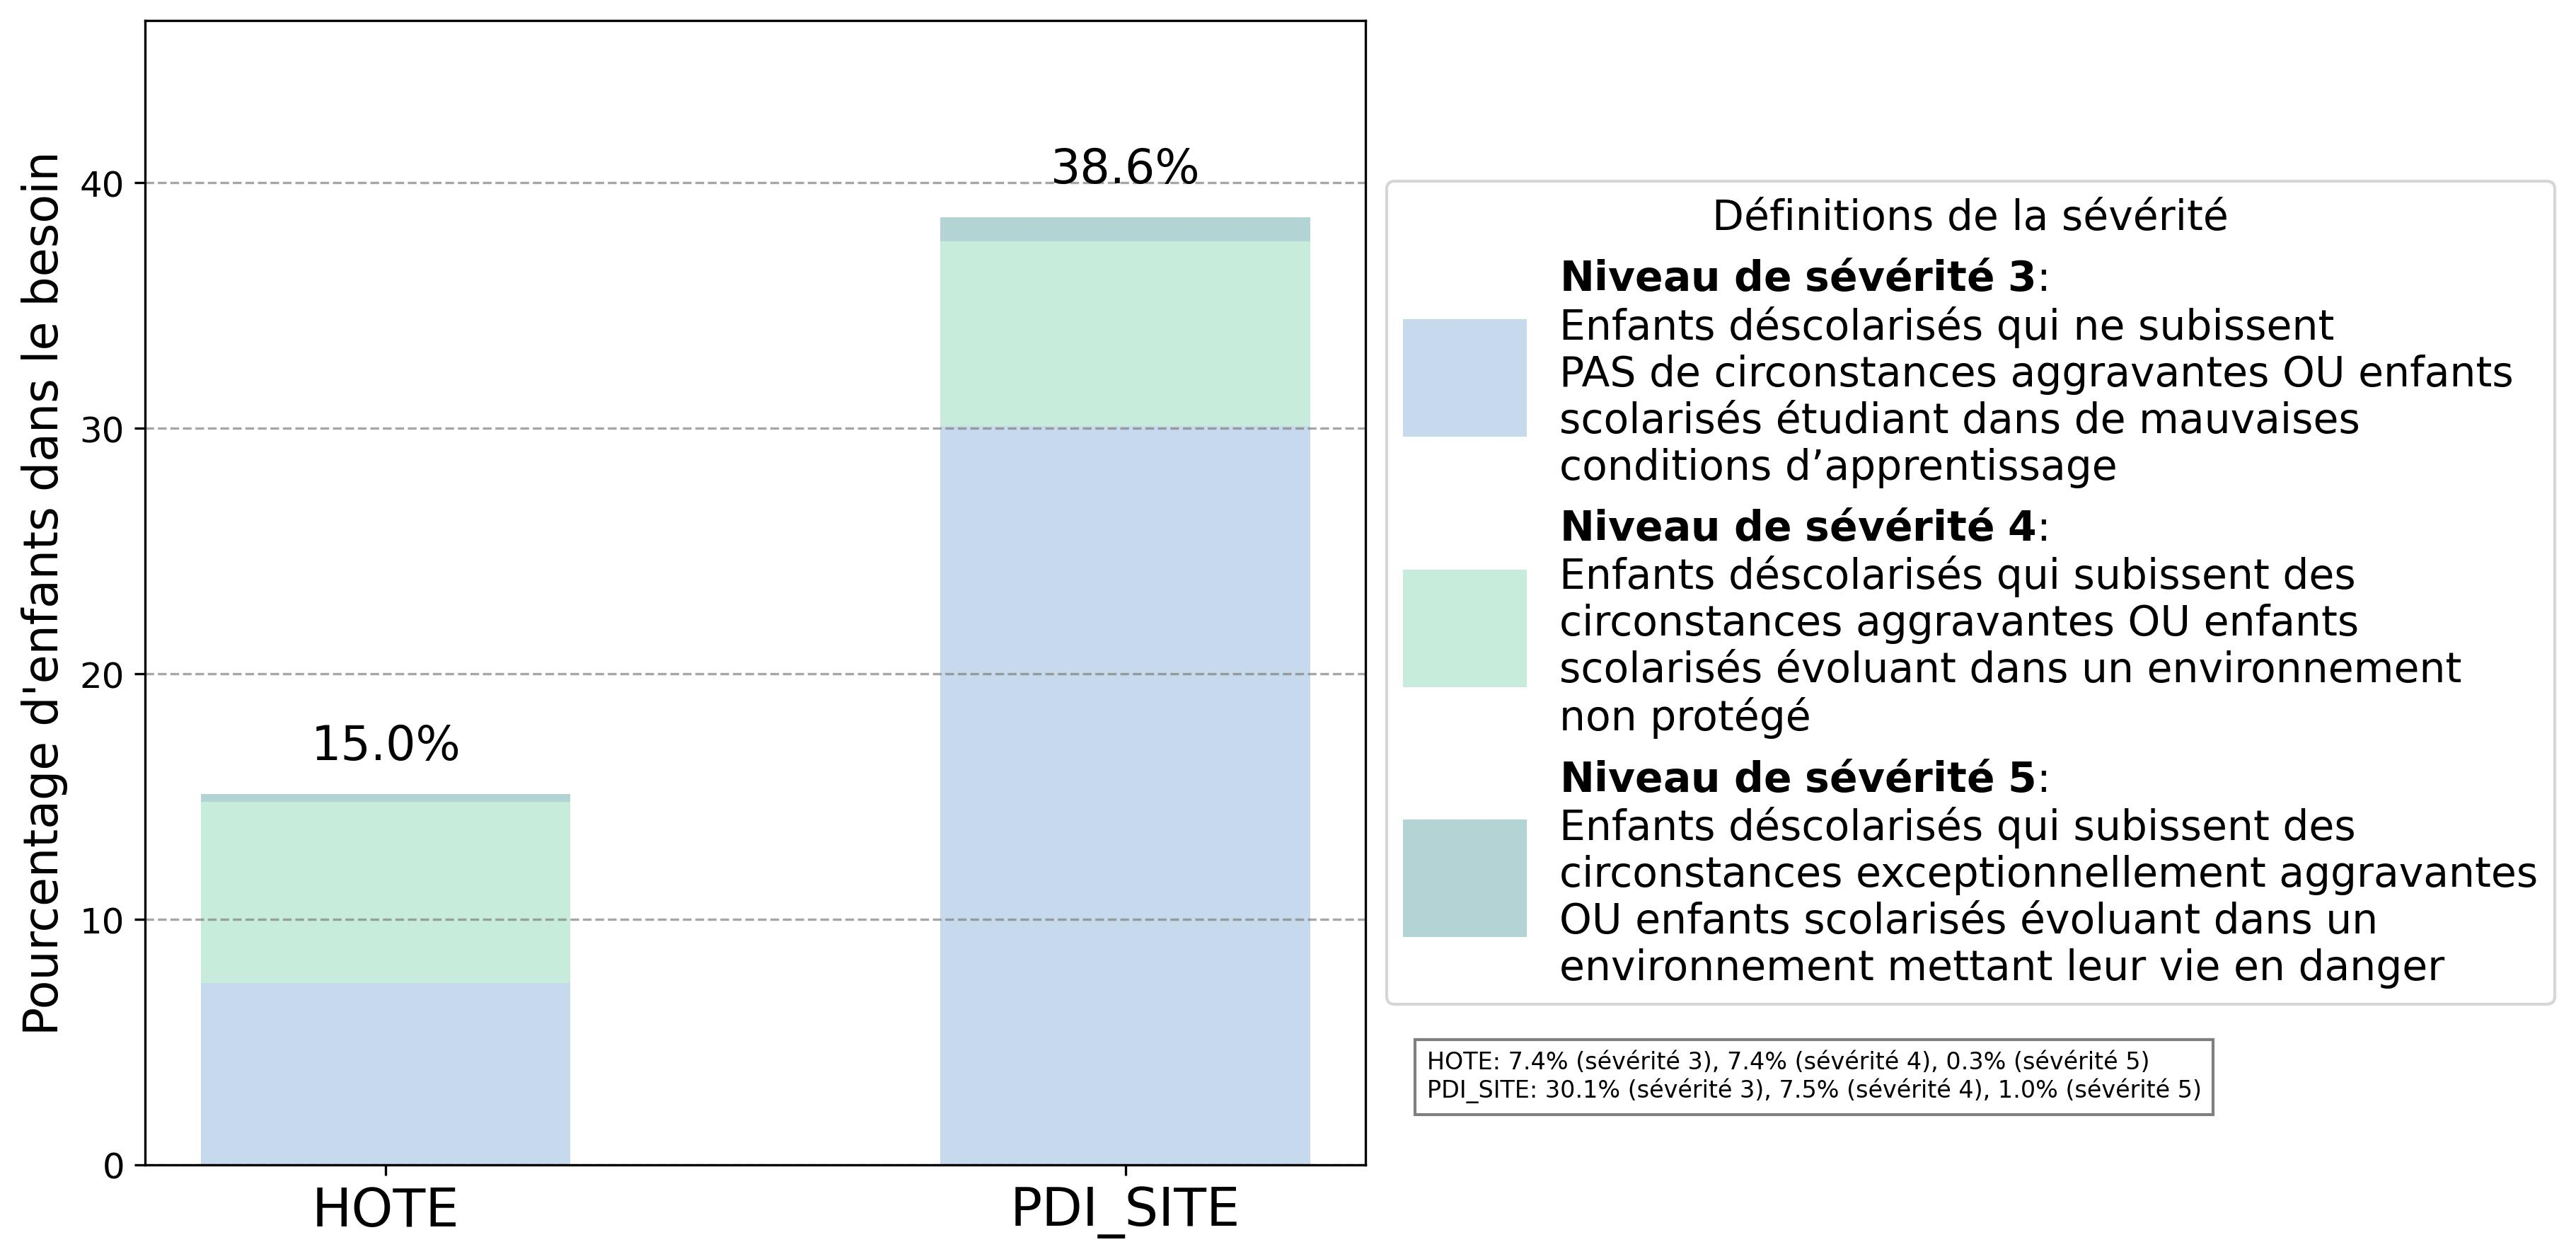 Pourcentage d'enfants dans le besoin
40
30
20
10
0
38.6%
15.0%
HOTE
PDI_SITE
Définitions de la sévérité
Niveau de sévérité 3:
Enfants déscolarisés qui ne subissent
PAS de circonstances aggravantes OU enfants
scolarisés étudiant dans de mauvaises
conditions d’apprentissage
Niveau de sévérité 4:
Enfants déscolarisés qui subissent des
circonstances aggravantes OU enfants
scolarisés évoluant dans un environnement
non protégé
Niveau de sévérité 5:
Enfants déscolarisés qui subissent des
circonstances exceptionnellement aggravantes
OU enfants scolarisés évoluant dans un
environnement mettant leur vie en danger
HOTE: 7.4% (sévérité 3), 7.4% (sévérité 4), 0.3% (sévérité 5)
PDI_SITE: 30.1% (sévérité 3), 7.5% (sévérité 4), 1.0% (sévérité 5)